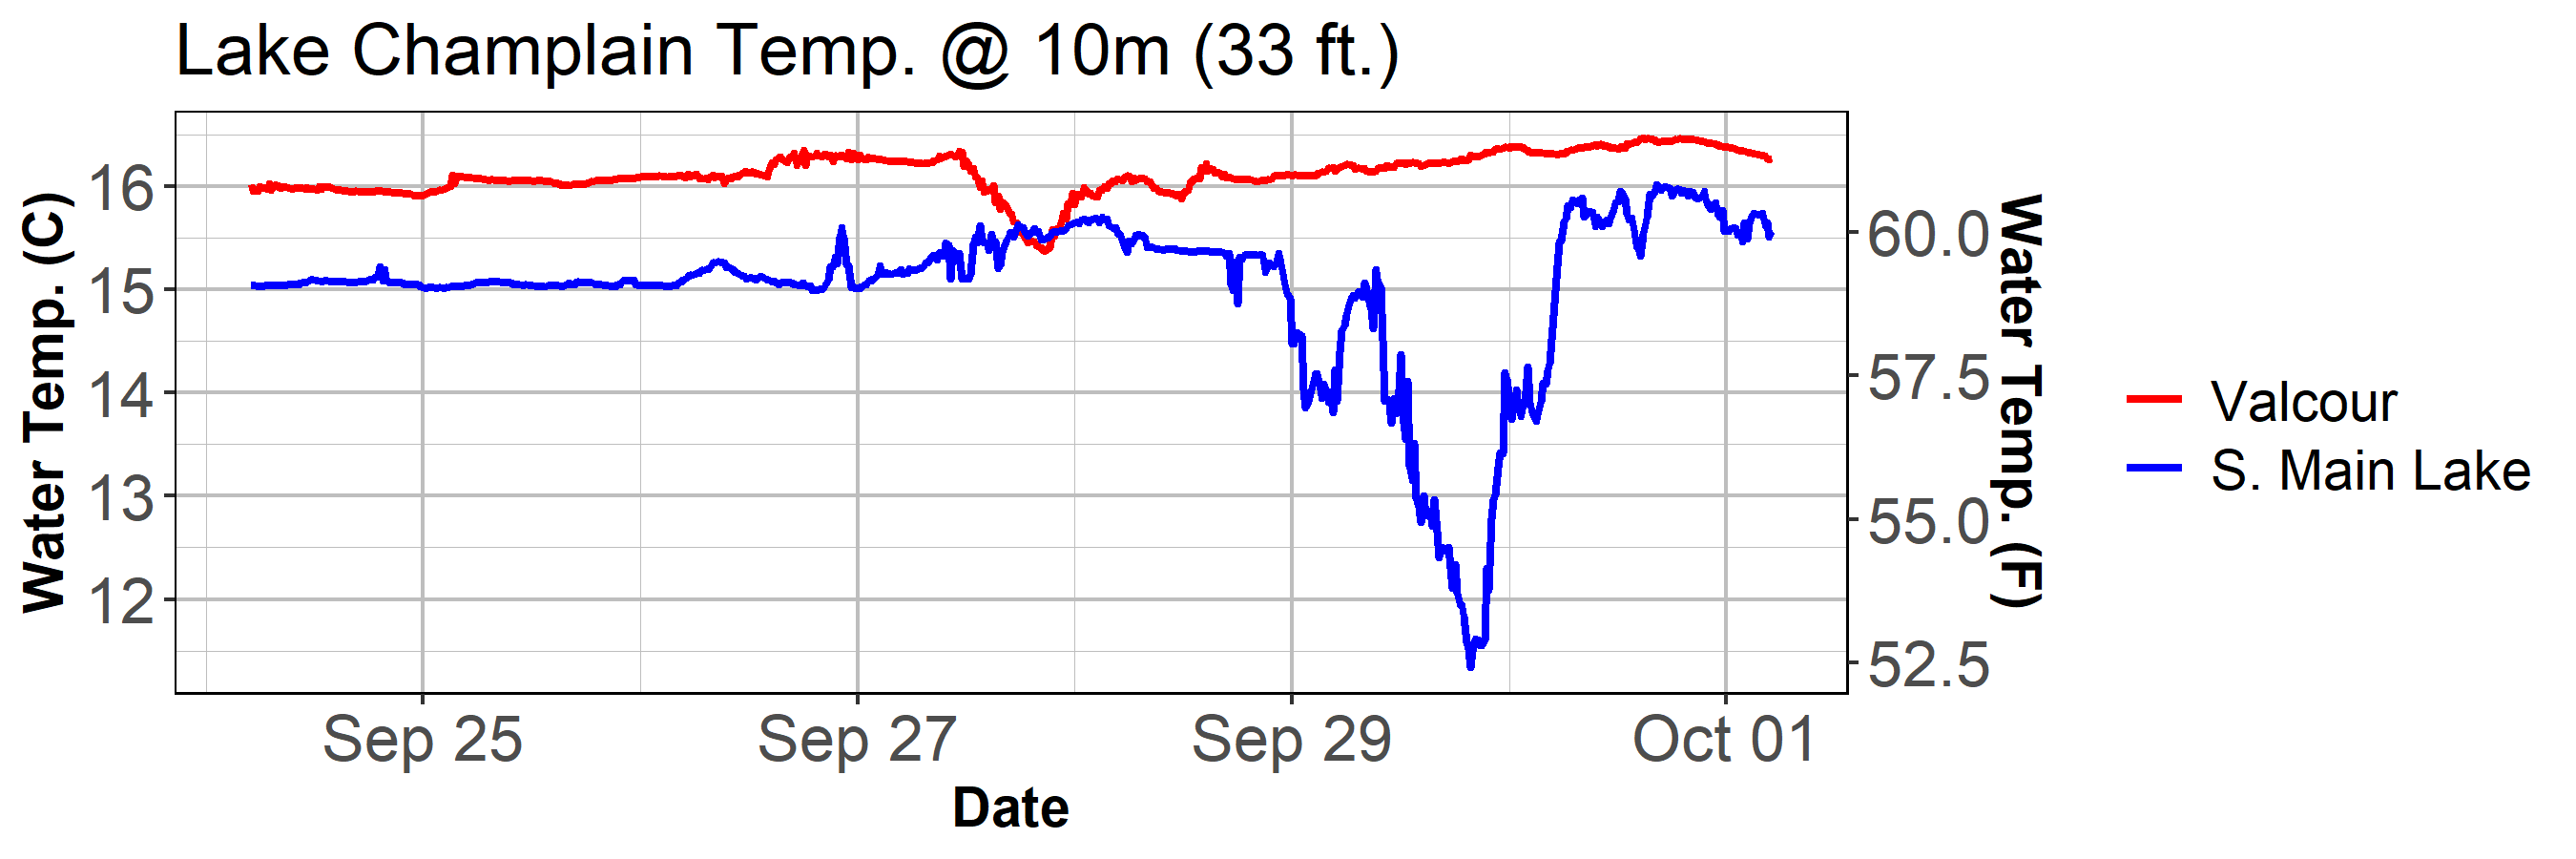 Lake Champlain Temp. @ 10m (33 ft.)
Water Temp. (C)
16
15
14
13
12
60.0
57.5
55.0
52.5
Water Temp. (F)
Sep 25
Sep 27
Sep 29
Oct 01
Date
Valcour
S. Main Lake